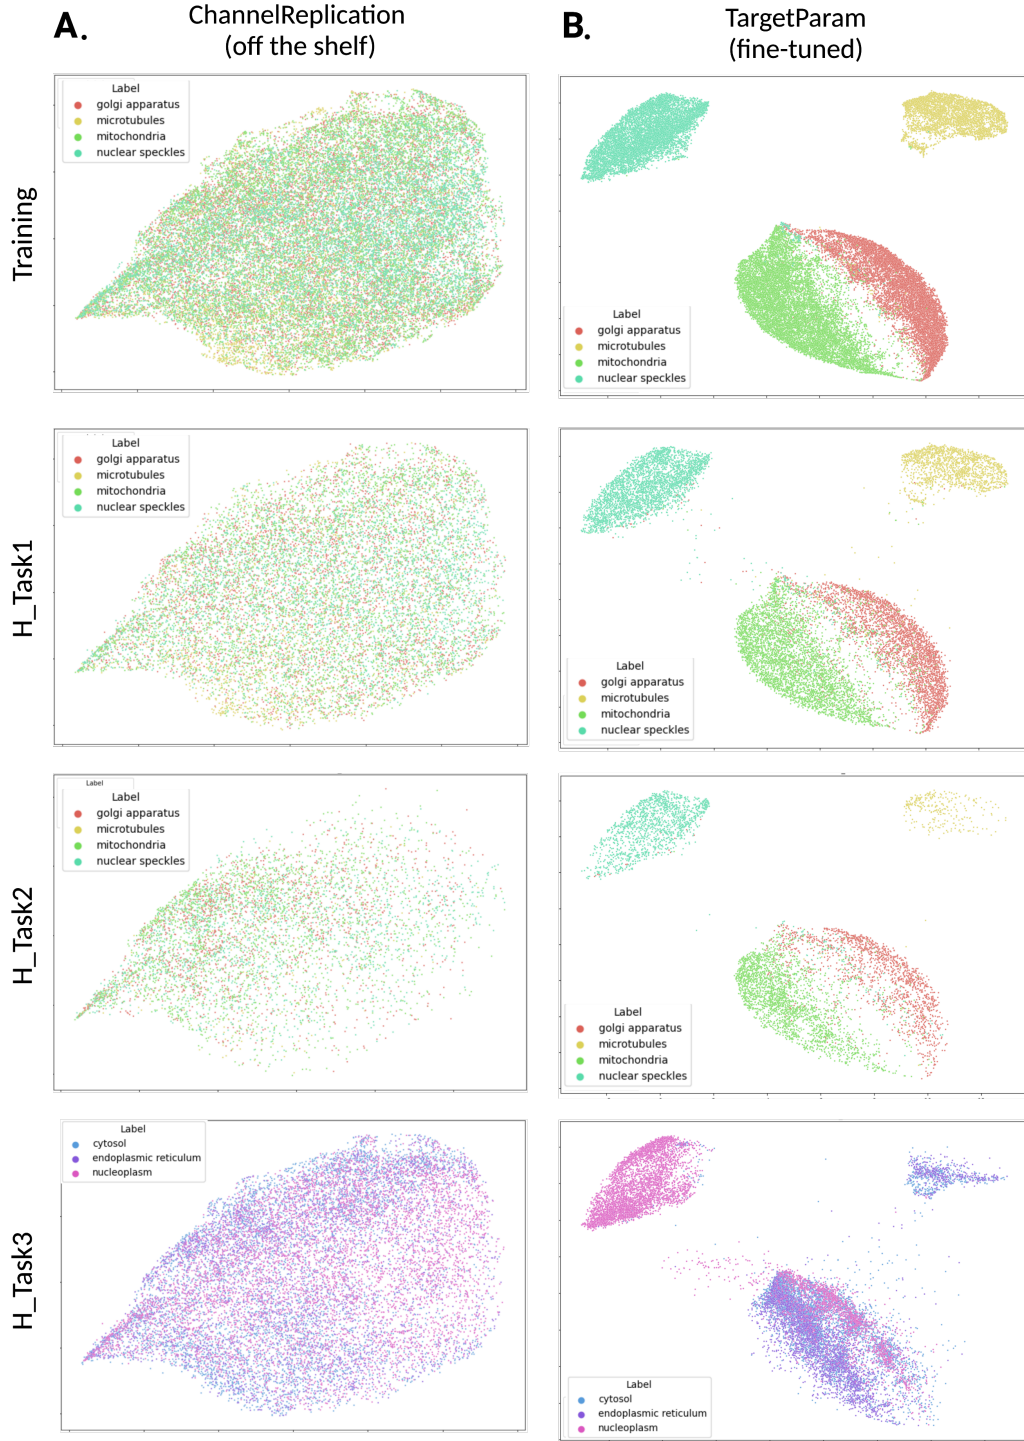 A.
ChannelReplication
(off the shelf)
B.
TargetParam
(fine-tuned)
Training
Label
golgi apparatus
microtubules
mitochondria
nuclear speckles
Label
golgi apparatus
microtubules
mitochondria
nuclear speckles
H_Task1
Label
golgi apparatus
microtubules
mitochondria
nuclear speckles
Label
golgi apparatus
microtubules
mitochondria
nuclear speckles
H_Task2
Label
Label
golgi apparatus
microtubules
mitochondria
nuclear speckles
Label
golgi apparatus
microtubules
mitochondria
nuclear speckles
H_Task3
Label
cytosol
endoplasmic reticulum
nucleoplasm
Label
cytosol
endoplasmic reticulum
nucleoplasm